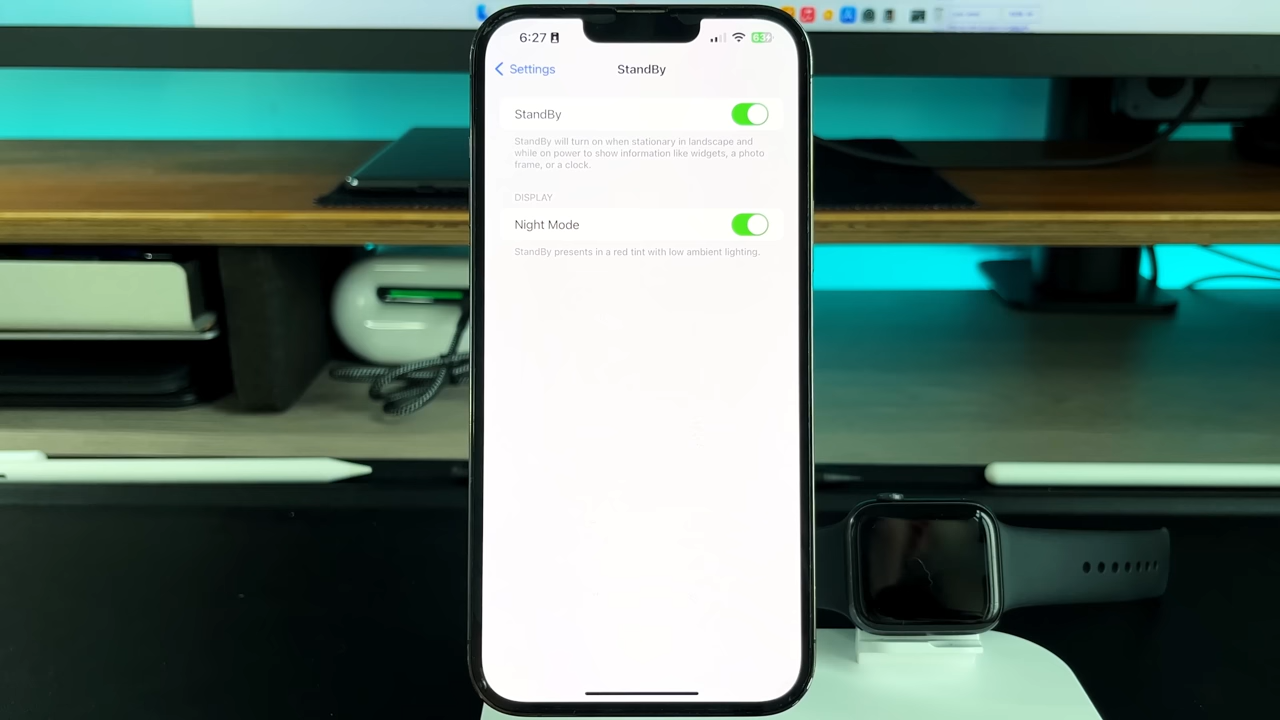 6:27
63
Settings
StandBy
StandBy
StandBy will turn on when stationary in landscape and
while on power to show information like widgets, a photo
frame, or a clock.
DISPLAY
Night Mode
StandBy presents in a red tint with low ambient lighting.